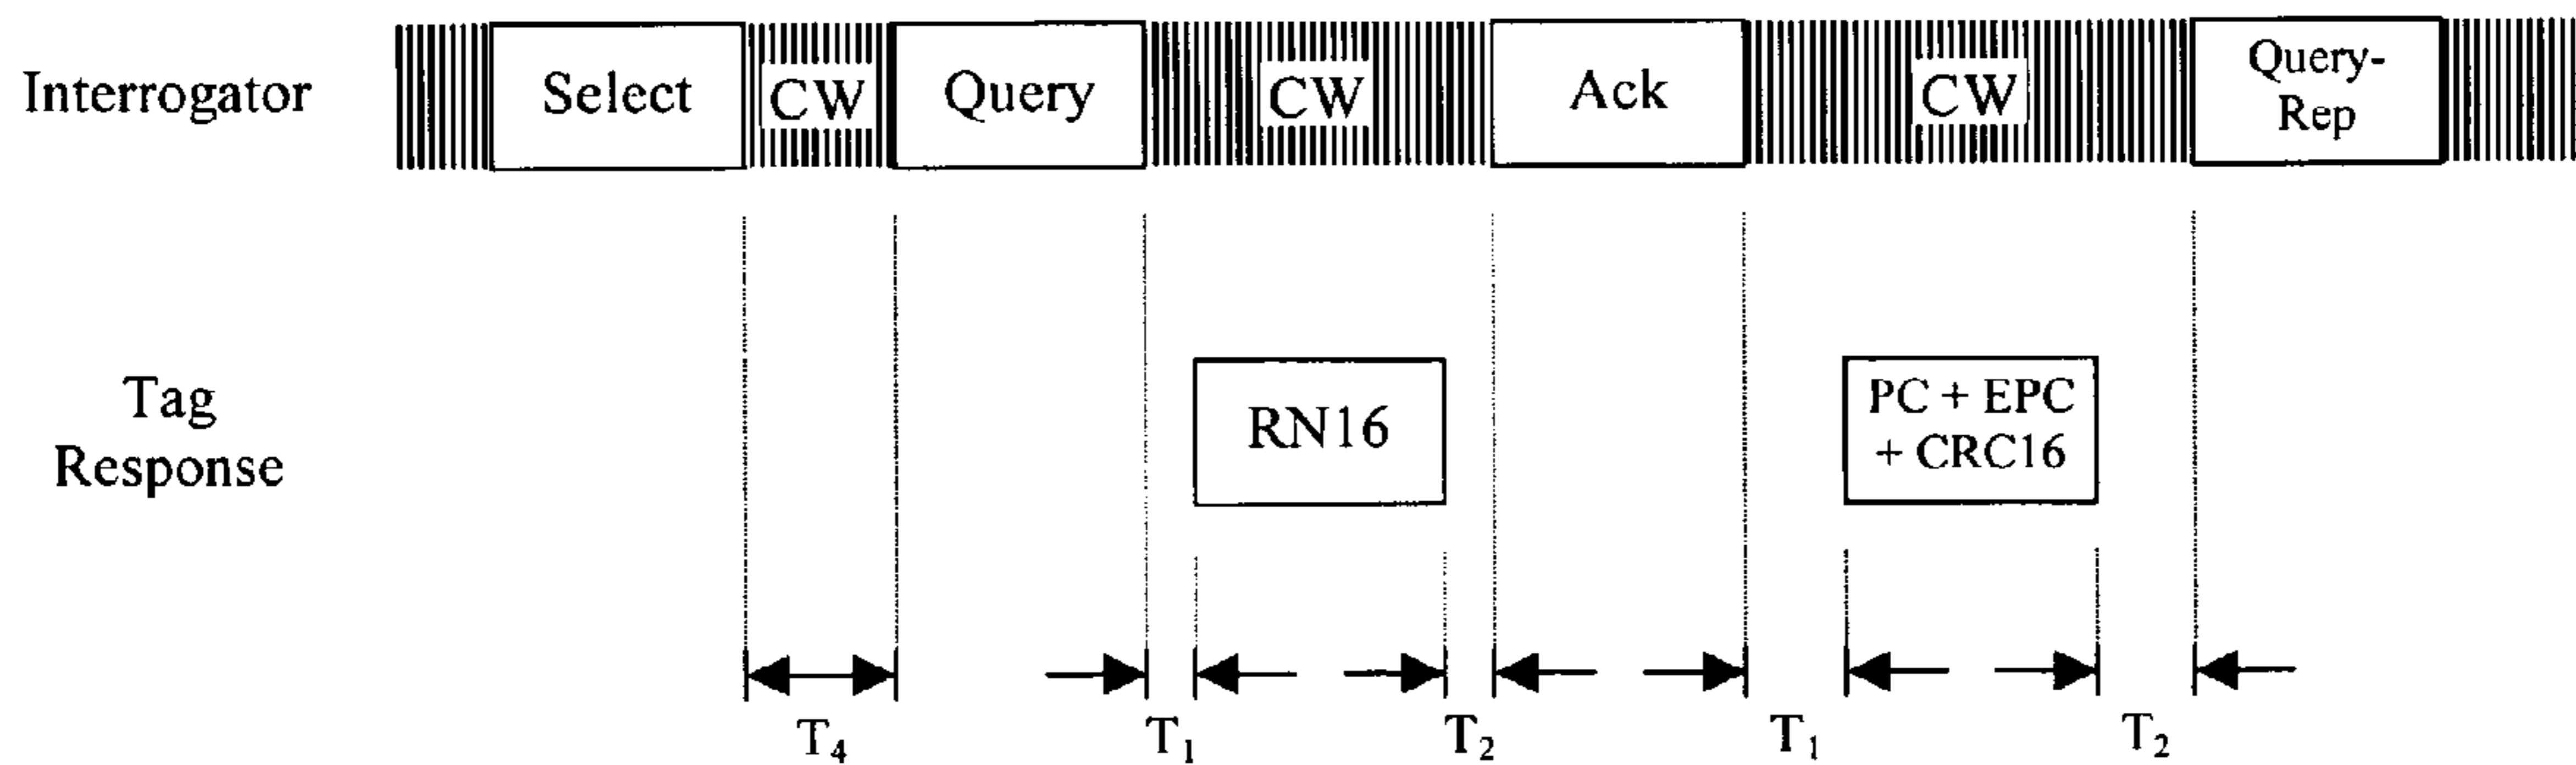 Interrogator
Select
CW
Query
CW
Ack
CW
Query-
Rep
Tag
Response
RN16
PC + EPC
+ CRC16
T4
T1
T2
T1
T2